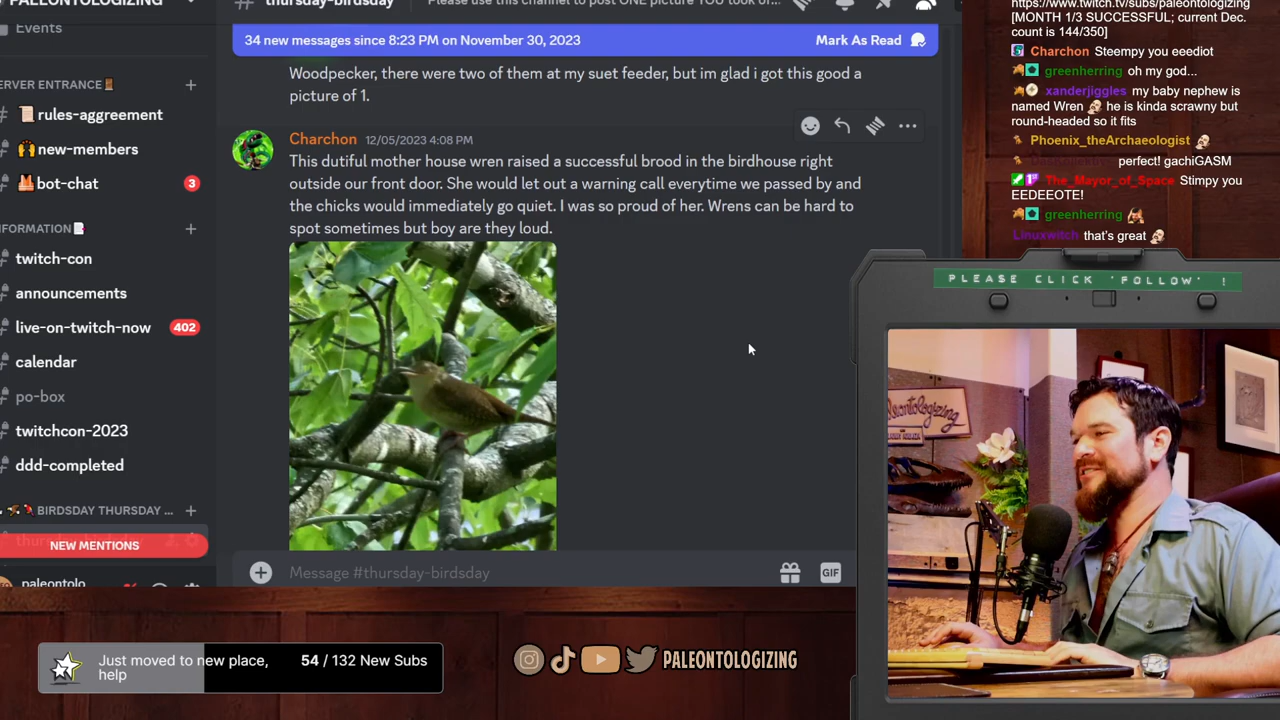 PALEONTOLOGIZING
thursday-birdsday
Please use this channel to post ONE picture YOU took of...
Events
34 new messages since 8:23 PM on November 30, 2023
Mark As Read
SERVER ENTRANCE
rules-aggreement
new-members
bot-chat
3
INFORMATION
twitch-con
announcements
live-on-twitch-now
402
calendar
po-box
twitchcon-2023
ddd-completed
BIRDSDAY THURSDAY ...
NEW MENTIONS
paleontolo
Woodpecker, there were two of them at my suet feeder, but im glad i got this good a
picture of 1.
Charchon 12/05/2023 4:08 PM
This dutiful mother house wren raised a successful brood in the birdhouse right
outside our front door. She would let out a warning call everytime we passed by and
the chicks would immediately go quiet. I was so proud of her. Wrens can be hard to
spot sometimes but boy are they loud.
Message #thursday-birdsday
GIF
https://www.twitch.tv/subs/paleontologizing
[MONTH 1/3 SUCCESSFUL; current Dec.
count is 144/350]
Charchon Steempy you eeediot
greenherring oh my god...
xanderjiggles my baby nephew is
named Wren he is kinda scrawny but
round-headed so it fits
Phoenix_theArchaeologist
perfect! gachiGASM
The_Mayor_of_Space Stimpy you
EEDEEOTE!
greenherring
Linuxwitch that's great
PLEASE CLICK 'FOLLOW' !
Just moved to new place,
help
54 / 132 New Subs
PALEONTOLOGIZING